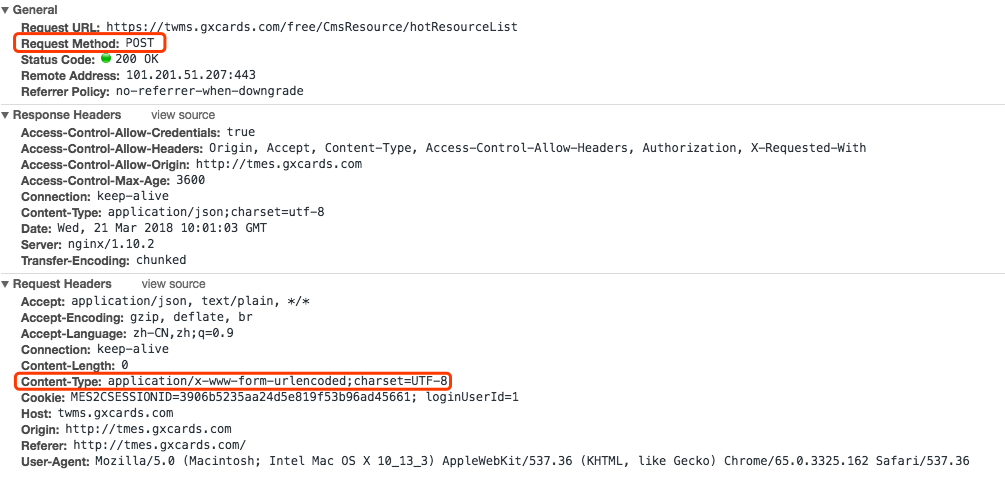 General
Request URL: https://twms.gxcards.com/free/CmsResource/hotResourceList
Request Method: POST
Status Code: 200 OK
Remote Address: 101.201.51.207:443
Referrer Policy: no-referrer-when-downgrade
Response Headers view source
Access-Control-Allow-Credentials: true
Access-Control-Allow-Headers: Origin, Accept, Content-Type, Access-Control-Allow-Headers, Authorization, X-Requested-With
Access-Control-Allow-Origin: http://tmes.gxcards.com
Access-Control-Max-Age: 3600
Connection: keep-alive
Content-Type: application/json;charset=utf-8
Date: Wed, 21 Mar 2018 10:01:03 GMT
Server: nginx/1.10.2
Transfer-Encoding: chunked
Request Headers view source
Accept: application/json, text/plain, */*
Accept-Encoding: gzip, deflate, br
Accept-Language: zh-CN,zh;q=0.9
Connection: keep-alive
Content-Length: 0
Content-Type: application/x-www-form-urlencoded;charset=UTF-8
Cookie: MES2CSESSIONID=3906b5235aa24d5e819f53b96ad45661; loginUserId=1
Host: twms.gxcards.com
Origin: http://tmes.gxcards.com
Referer: http://tmes.gxcards.com/
User-Agent: Mozilla/5.0 (Macintosh; Intel Mac OS X 10_13_3) AppleWebKit/537.36 (KHTML, like Gecko) Chrome/65.0.3325.162 Safari/537.36